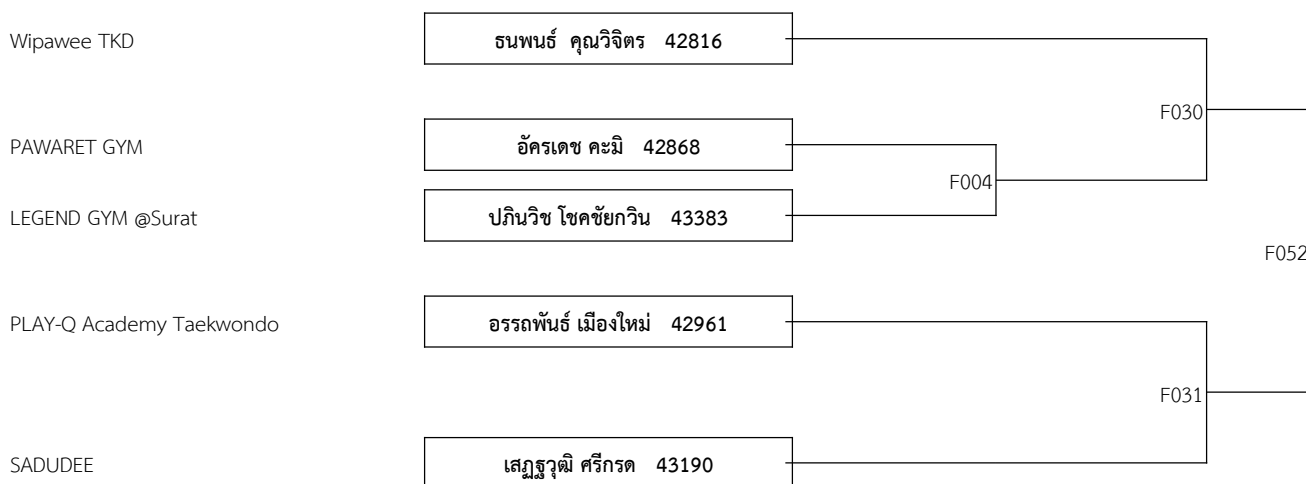 Wipawee TKD ธนพนธ์ คุณวิจิตร 42816
F030
PAWARET GYM อัครเดช คะมิ 42868
F004
LEGEND GYM @Surat ปภินวิช โชคชัยกวิน 43383
F052
PLAY-Q Academy Taekwondo อรรถพันธ์ เมืองใหม่ 42961
F031
SADUDEE เสฏฐวุฒิ ศรีกรด 43190